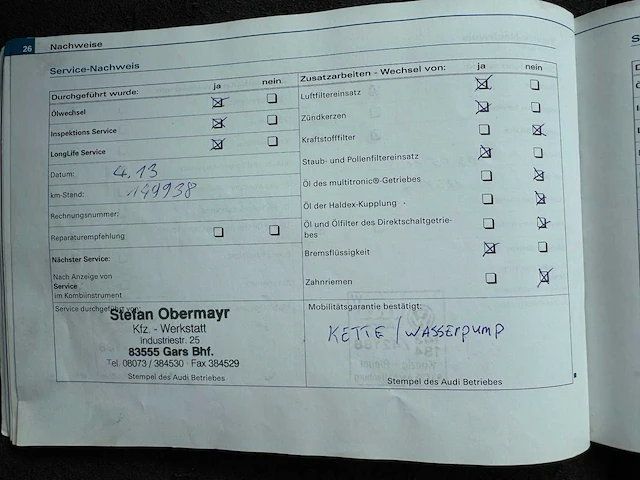 26 Nachweise
Service-Nachweis
Durchgeführt wurde: ja nein
Ölwechsel
Inspektions Service
LongLife Service
Datum: 4.13
km-Stand: 149938
Rechnungsnummer:
Reparaturempfehlung
Nächster Service:
Nach Anzeige von
Service
im Kombiinstrument
Service durchgeführt von:
Stefan Obermayr
Kfz. - Werkstatt
Industriestr. 25
83555 Gars Bhf.
Tel. 08073 / 384530 · Fax 384529
Stempel des Audi Betriebes
Zusatzarbeiten - Wechsel von: ja nein
Luftfiltereinsatz
Zündkerzen
Kraftstofffilter
Staub- und Pollenfiltereinsatz
Öl des multitronic®-Getriebes
Öl der Haldex-Kupplung
Öl und Ölfilter des Direktschaltgetrie-
bes
Bremsflüssigkeit
Zahnriemen
Mobilitätsgarantie bestätigt:
KETTE / WASSERPUMP
Stempel des Audi Betriebes